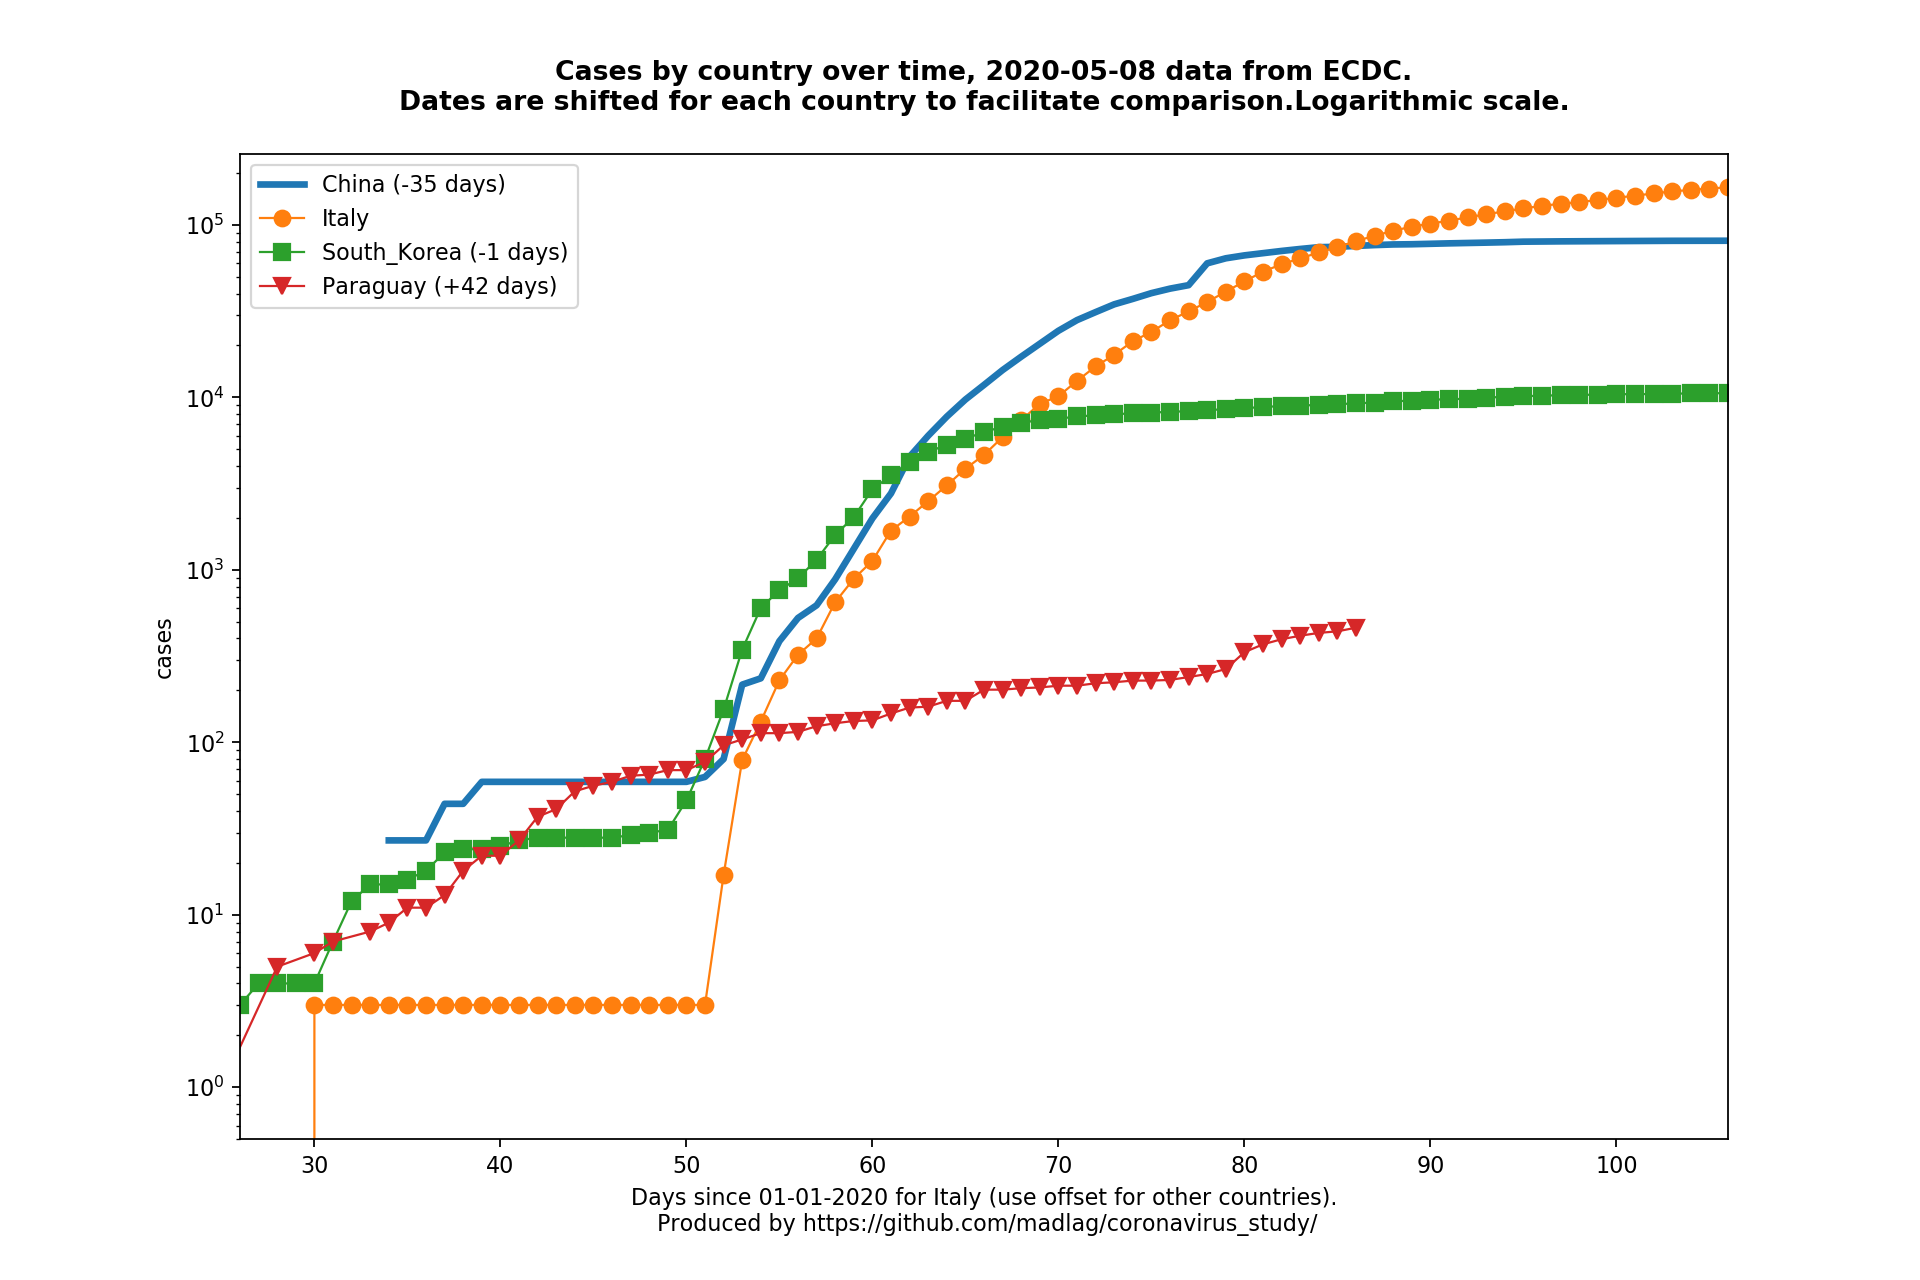 Cases by country over time, 2020-05-08 data from ECDC.
Dates are shifted for each country to facilitate comparison.Logarithmic scale.
China (-35 days)
Italy
South_Korea (-1 days)
Paraguay (+42 days)
10^5
10^4
10^3
10^2
10^1
10^0
cases
30 40 50 60 70 80 90 100
Days since 01-01-2020 for Italy (use offset for other countries).
Produced by https://github.com/madlag/coronavirus_study/